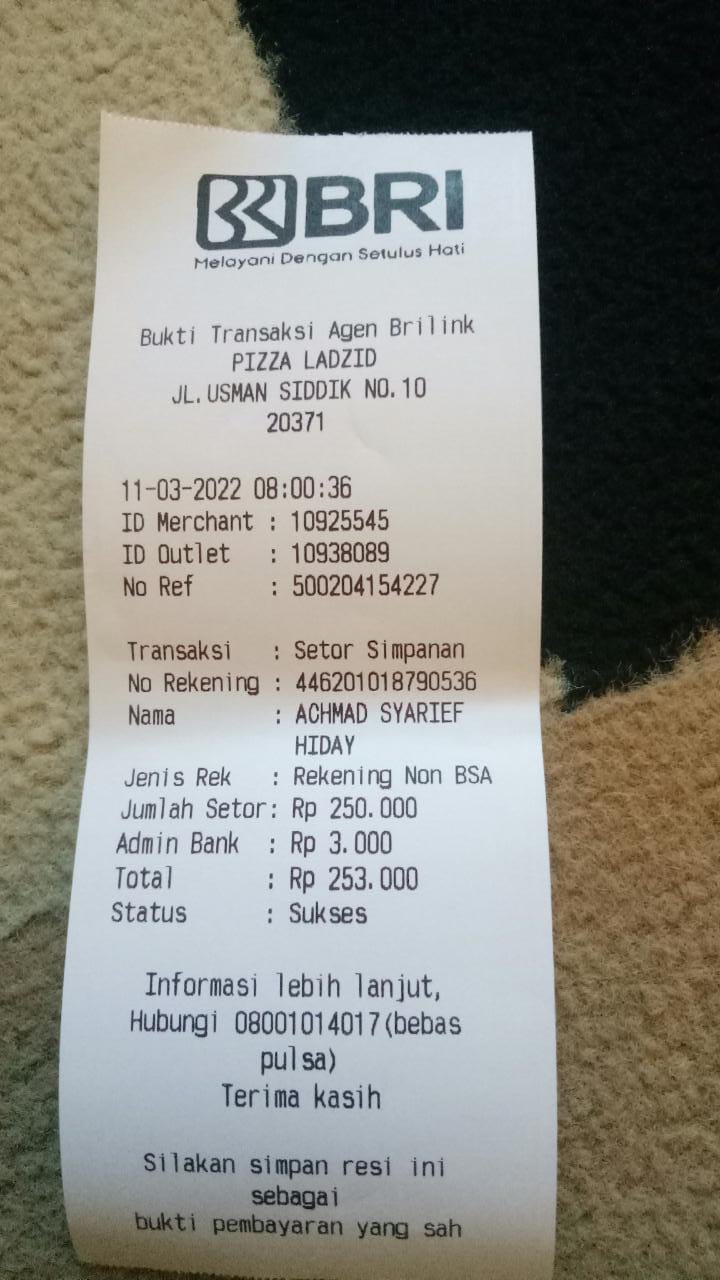 BRI
Melayani Dengan Setulus Hati
Bukti Transaksi Agen Brilink
PIZZA LADZID
JL.USMAN SIDDIK NO.10
20371
11-03-2022 08:00:36
ID Merchant : 10925545
ID Outlet : 10938089
No Ref : 500204154227
Transaksi : Setor Simpanan
No Rekening : 446201018790536
Nama : ACHMAD SYARIEF
HIDAY
Jenis Rek : Rekening Non BSA
Jumlah Setor: Rp 250.000
Admin Bank : Rp 3.000
Total : Rp 253.000
Status : Sukses
Informasi lebih lanjut,
Hubungi 08001014017(bebas
pulsa)
Terima kasih
Silakan simpan resi ini
sebagai
bukti pembayaran yang sah